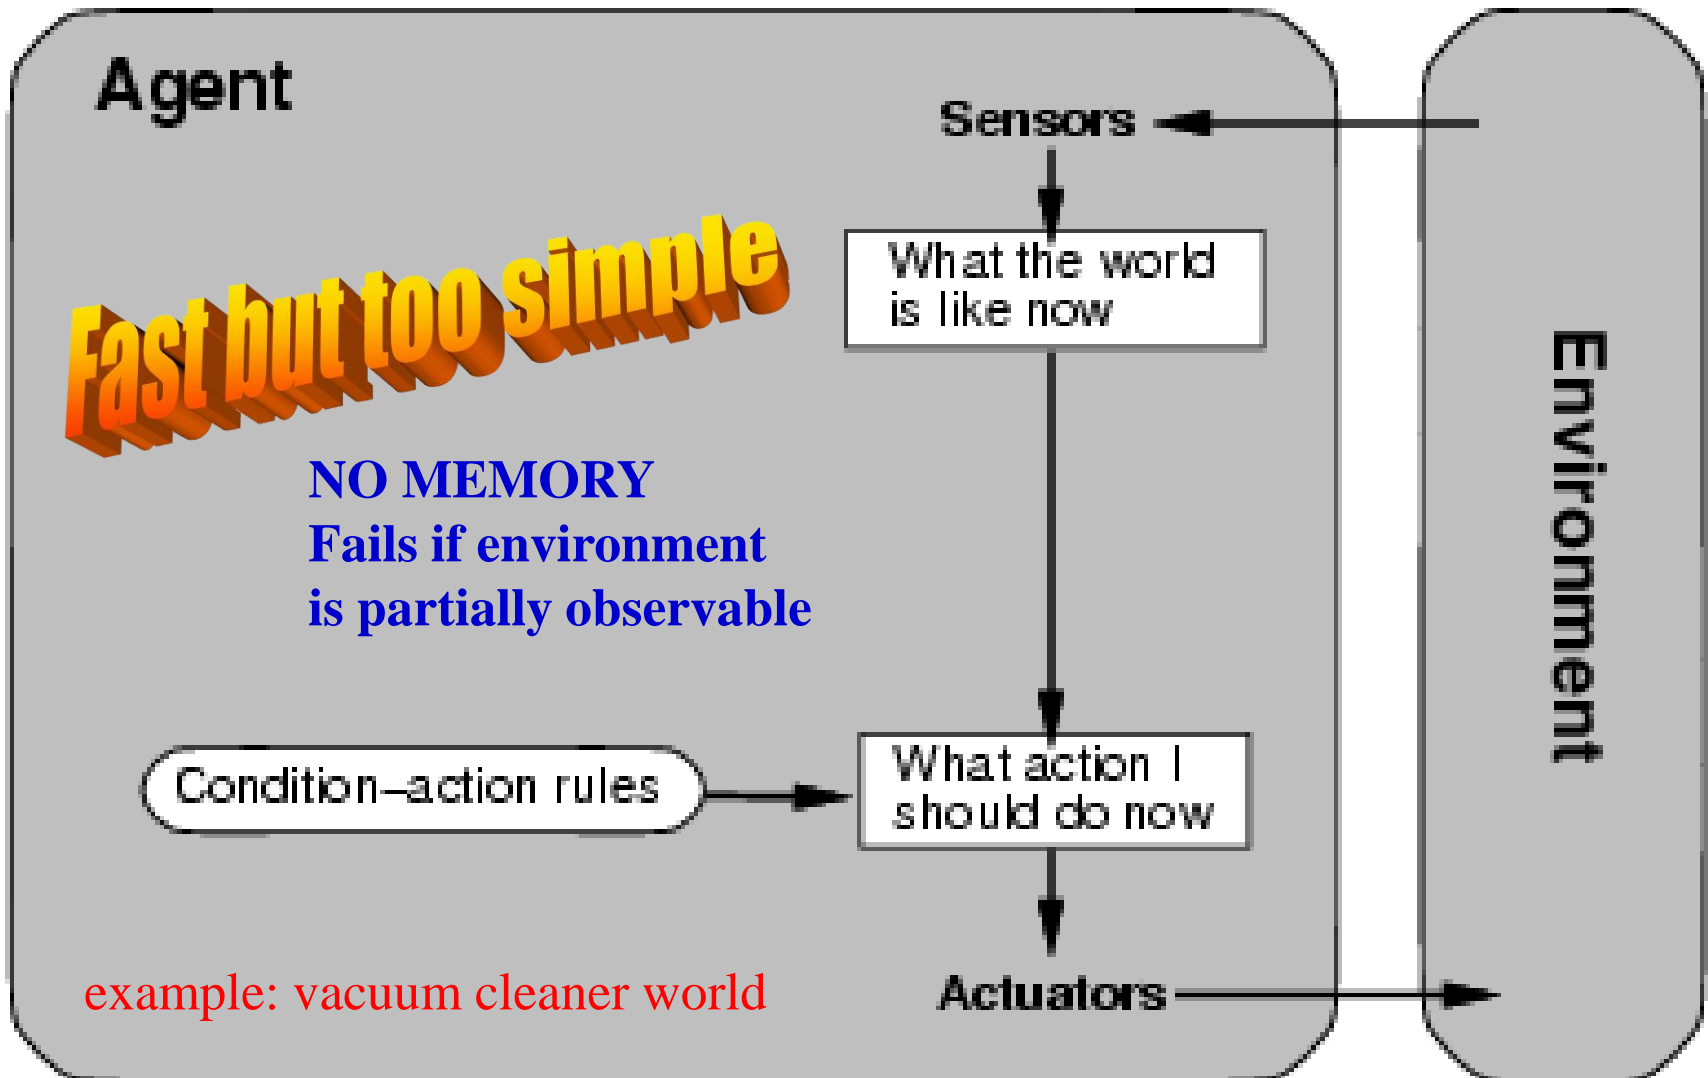 Agent
Sensors
What the world
is like now
Fast but too simple
NO MEMORY
Fails if environment
is partially observable
Environment
Condition–action rules
What action I
should do now
example: vacuum cleaner world
Actuators